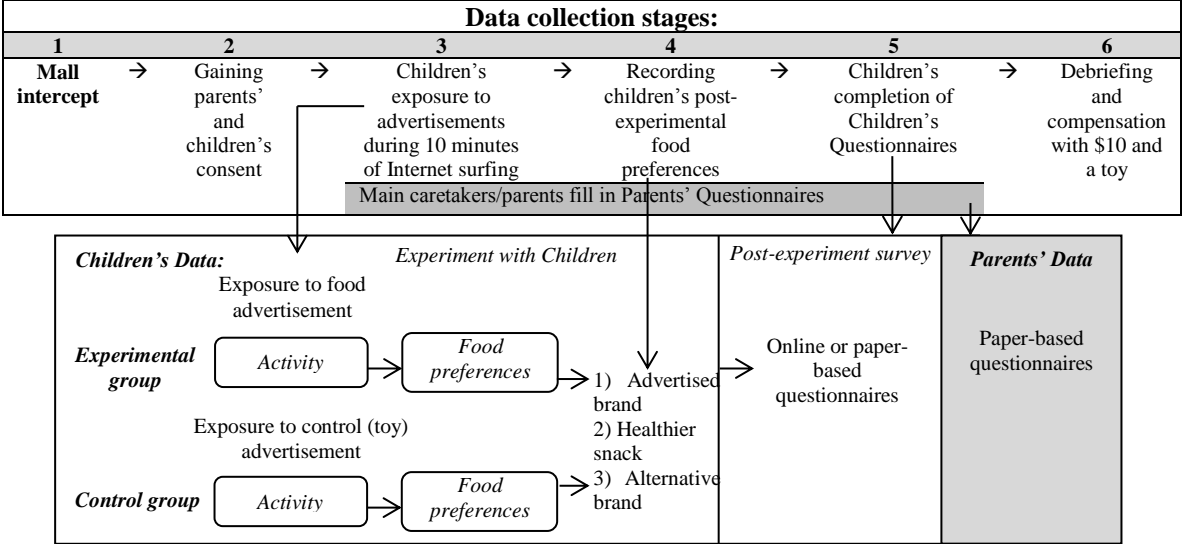 Data collection stages:
1 2 3 4 5 6
Mall intercept → Gaining parents' and children's consent → Children's exposure to advertisements during 10 minutes of Internet surfing → Recording children's post-experimental food preferences → Children's completion of Children's Questionnaires → Debriefing and compensation with $10 and a toy
Main caretakers/parents fill in Parents' Questionnaires
Children's Data:
Experiment with Children
Post-experiment survey
Parents' Data
Exposure to food
advertisement
Experimental
group
Activity
Food
preferences
Exposure to control (toy)
advertisement
Control group
Activity
Food
preferences
1) Advertised
brand
2) Healthier
snack
3) Alternative
brand
Online or paper-
based
questionnaires
Paper-based
questionnaires